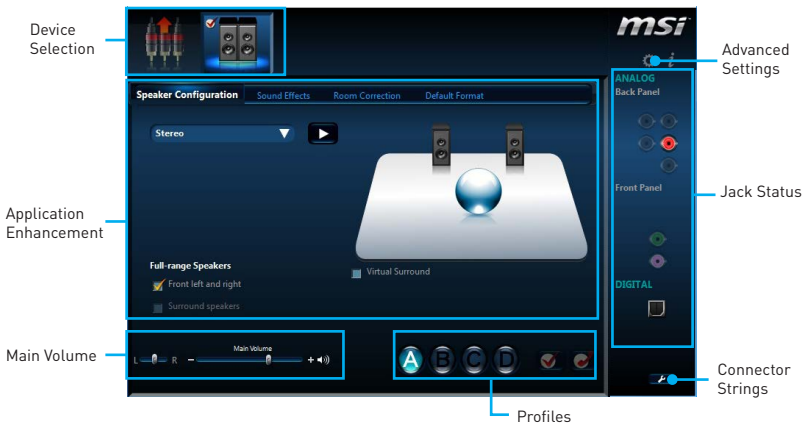 Device
Selection
msi
Advanced
Settings
ANALOG
Back Panel
Speaker Configuration
Sound Effects
Room Correction
Default Format
Stereo
Front Panel
Jack Status
Application
Enhancement
Full-range Speakers
Front left and right
Surround speakers
Virtual Surround
DIGITAL
Main Volume
L
R
Main Volume
A
B
C
D
Connector
Strings
Profiles